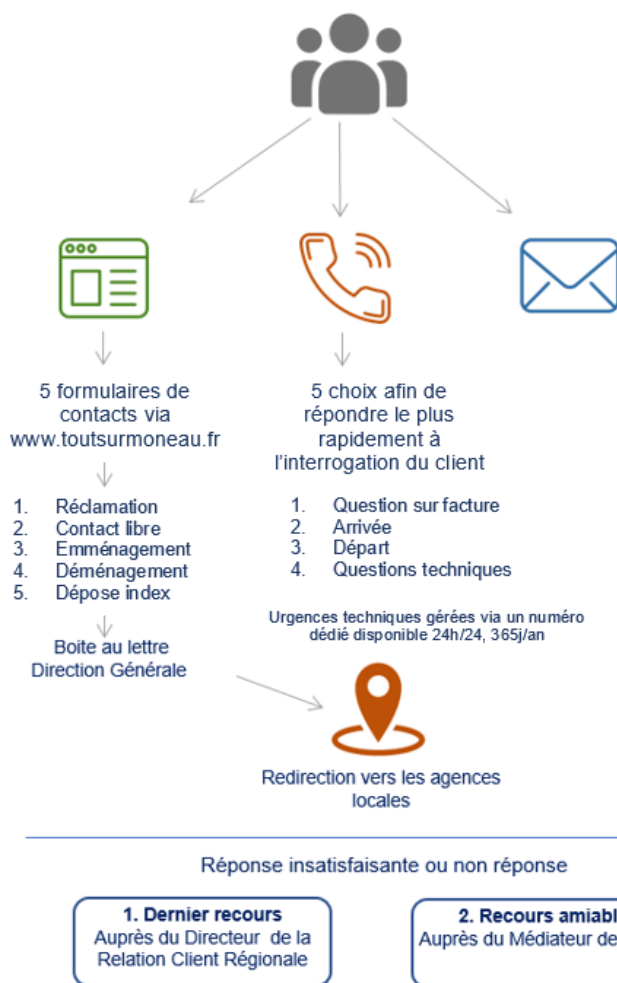 5 formulaires de
contacts via
www.toutsurmoneau.fr
1. Réclamation
2. Contact libre
3. Emménagement
4. Déménagement
5. Dépose index
Boite au lettre
Direction Générale
5 choix afin de
répondre le plus
rapidement à
l'interrogation du client
1. Question sur facture
2. Arrivée
3. Départ
4. Questions techniques
Urgences techniques gérées via un numéro
dédié disponible 24h/24, 365j/an
Redirection vers les agences
locales
Réponse insatisfaisante ou non réponse
1. Dernier recours
Auprès du Directeur de la
Relation Client Régionale
2. Recours amiabl
Auprès du Médiateur de